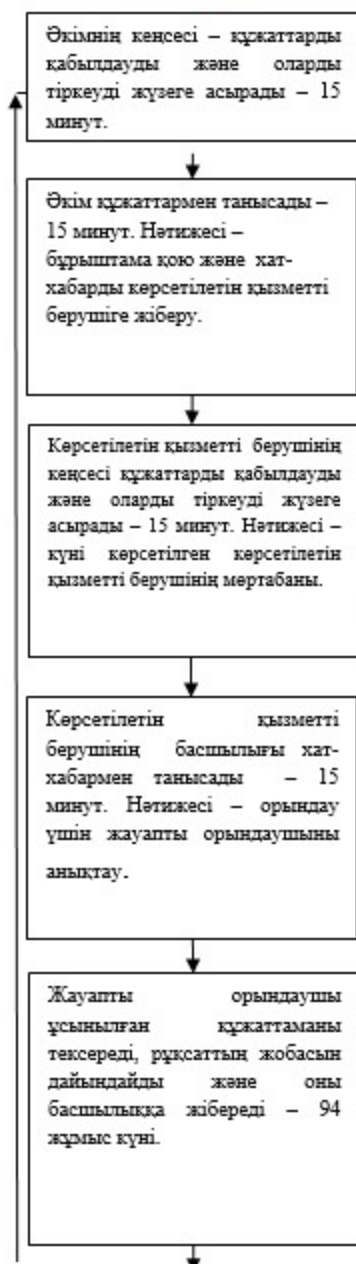 Әкімнің кеңсесі – құжаттарды
қабылдауды және оларды
тіркеуді жүзеге асырады – 15
минут.
Әкім құжаттармен танысады –
15 минут. Нәтижесі –
бұрыштама қою және хат-
хабарды көрсетілетін қызметті
берушіге жіберу.
Көрсетілетін қызметті берушінің
кеңсесі құжаттарды қабылдауды
және оларды тіркеуді жүзеге
асырады – 15 минут. Нәтижесі –
күні көрсетілген көрсетілетін
қызметті берушінің мөртабаны.
Көрсетілетін қызметті
берушінің басшылығы хат-
хабармен танысады – 15
минут. Нәтижесі – орындау
үшін жауапты орындаушыны
анықтау.
Жауапты орындаушы
ұсынылған құжаттаманы
тексереді, рұқсаттың жобасын
дайындайды және оны
басшылыққа жібереді – 94
жұмыс күні.